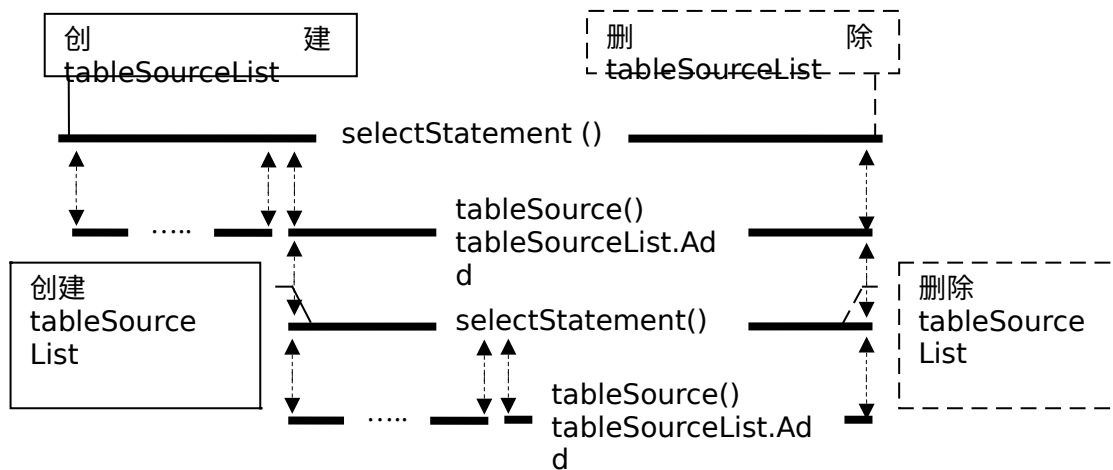 创 建
tableSourceList
删 除
tableSourceList
selectStatement ()
.....
tableSource()
tableSourceList.Ad
d
创建
tableSource
List
selectStatement()
删除
tableSource
List
.....
tableSource()
tableSourceList.Ad
d